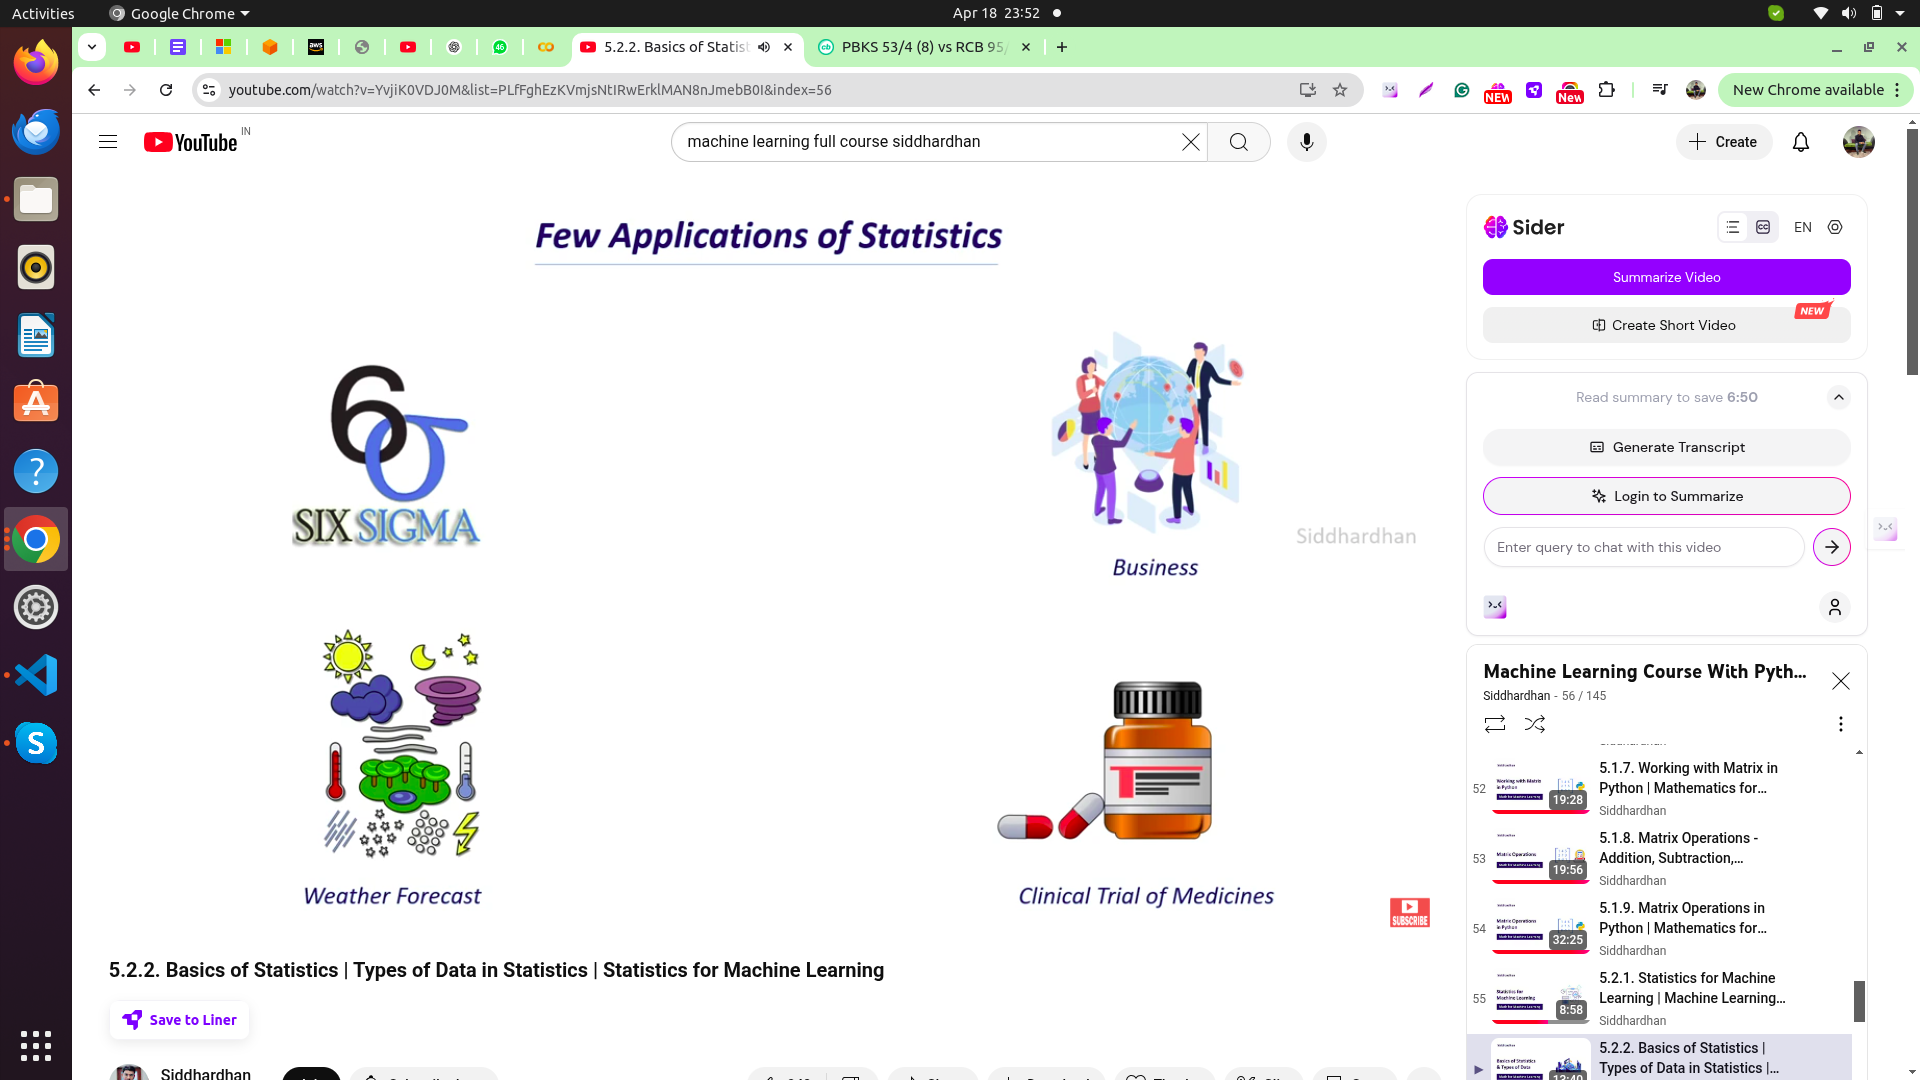 Activities
Google Chrome
Apr 18 23:52
46
aws
5.2.2. Basics of Statist
PBKS 53/4 (8) vs RCB 95/
youtube.com/watch?v=YvjiK0VDJ0M&list=PLfFghEzKVmjsNtIRwErklMAN8nJmebB0I&index=56
NEW
New
New Chrome available
YouTube IN
machine learning full course siddhardhan
Create
Few Applications of Statistics
6σ
SIX SIGMA
Business
Siddhardhan
Weather Forecast
Clinical Trial of Medicines
SUBSCRIBE
5.2.2. Basics of Statistics | Types of Data in Statistics | Statistics for Machine Learning
Save to Liner
Siddhardhan
Sider
EN
Summarize Video
NEW
Create Short Video
Read summary to save 6:50
Generate Transcript
Login to Summarize
Enter query to chat with this video
Machine Learning Course With Pyth...
Siddhardhan - 56 / 145
52
19:28
5.1.7. Working with Matrix in
Python | Mathematics for...
Siddhardhan
53
19:56
5.1.8. Matrix Operations -
Addition, Subtraction,...
Siddhardhan
54
32:25
5.1.9. Matrix Operations in
Python | Mathematics for...
Siddhardhan
55
8:58
5.2.1. Statistics for Machine
Learning | Machine Learning...
Siddhardhan
5.2.2. Basics of Statistics |
Types of Data in Statistics |...